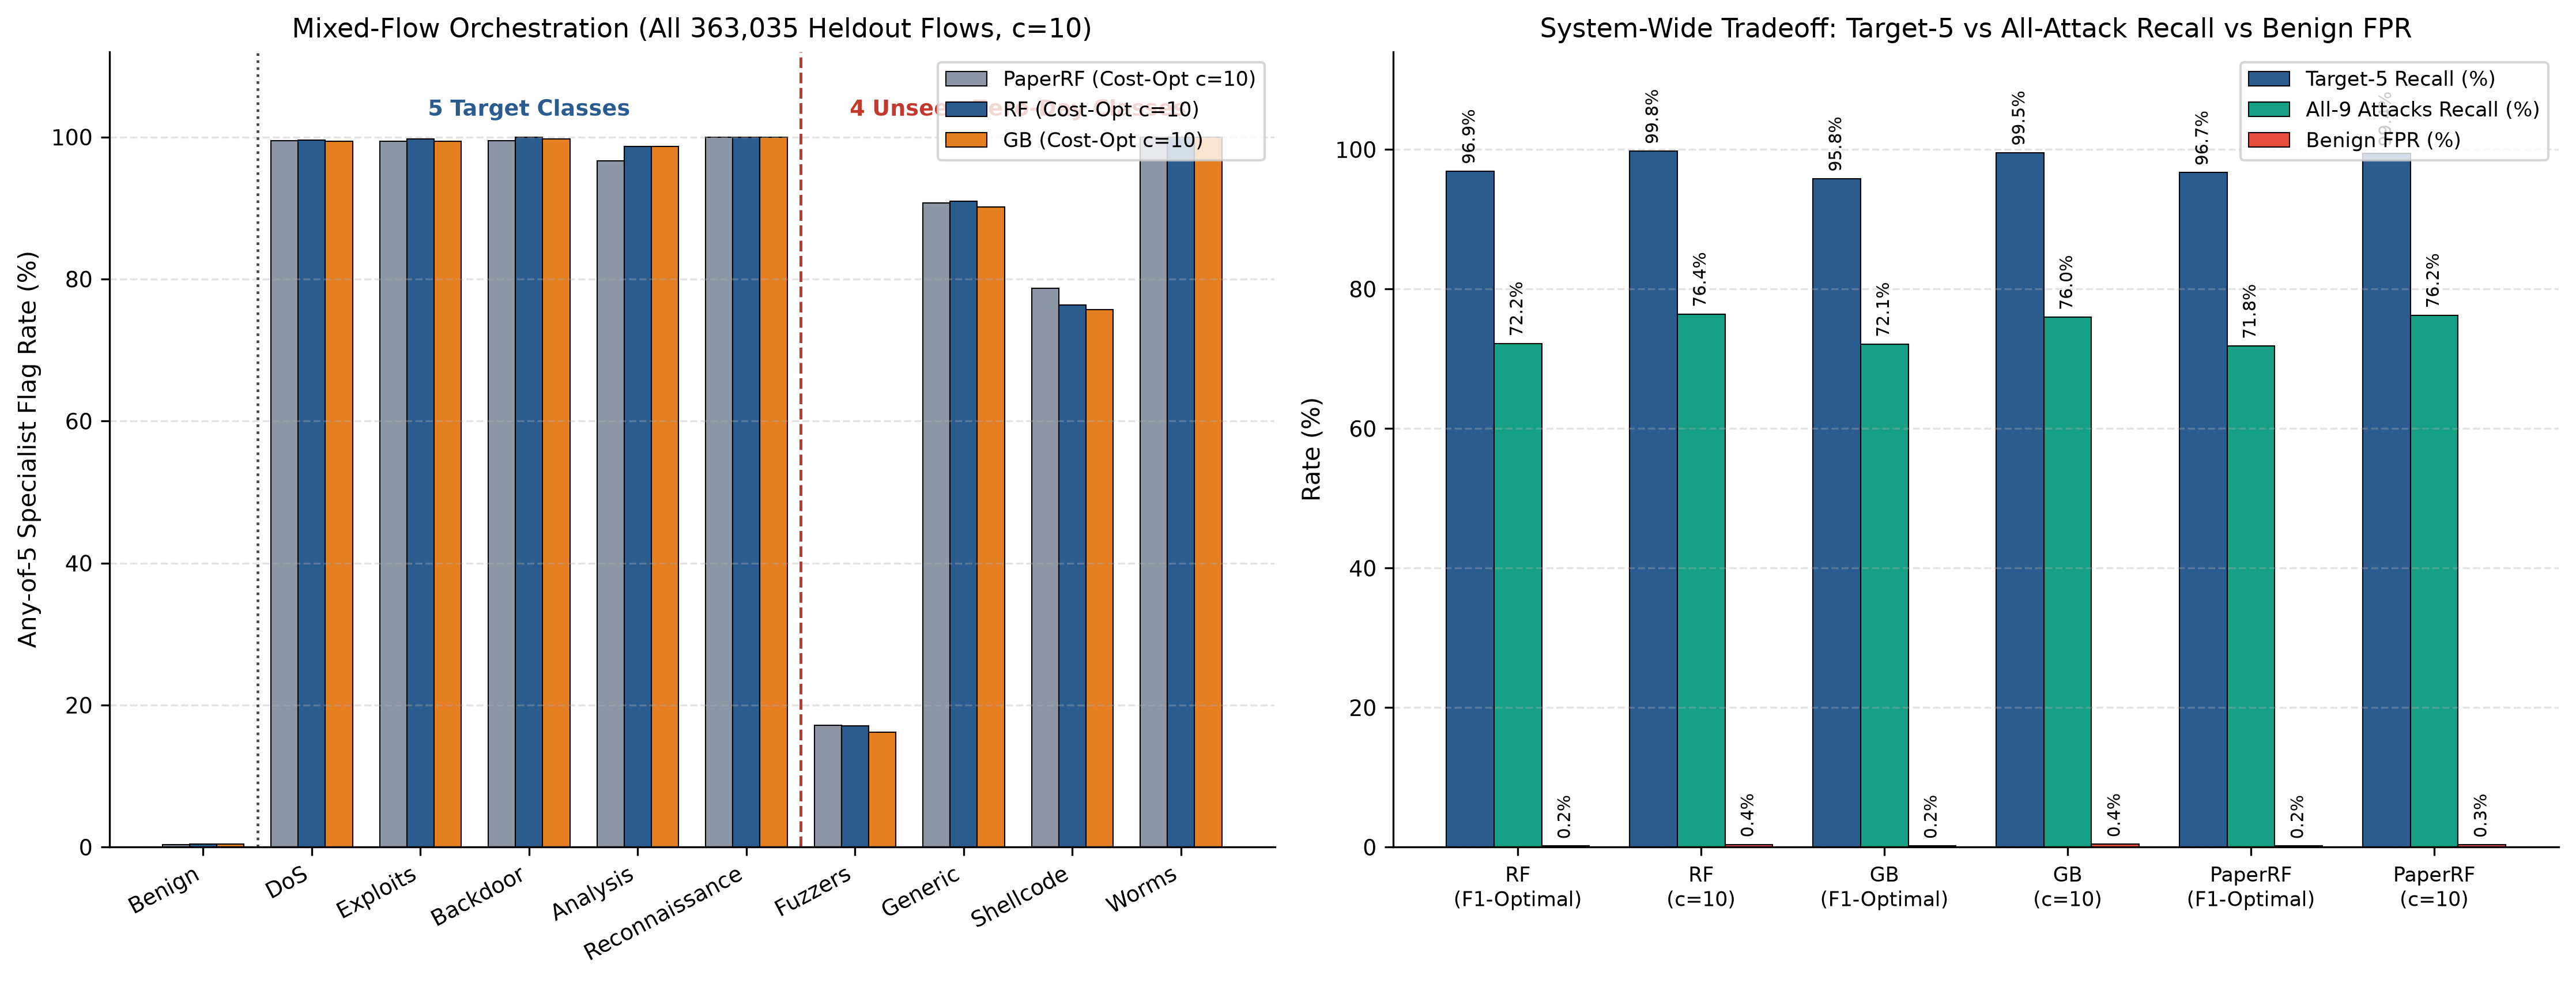 Mixed-Flow Orchestration (All 363,035 Heldout Flows, c=10)
5 Target Classes
4 Unseen Zero-Day Classes
PaperRF (Cost-Opt c=10)
RF (Cost-Opt c=10)
GB (Cost-Opt c=10)
Any-of-5 Specialist Flag Rate (%)
100
80
60
40
20
0
Benign
DoS
Exploits
Backdoor
Analysis
Reconnaissance
Fuzzers
Generic
Shellcode
Worms
System-Wide Tradeoff: Target-5 vs All-Attack Recall vs Benign FPR
Target-5 Recall (%)
All-9 Attacks Recall (%)
Benign FPR (%)
Rate (%)
100
80
60
40
20
0
96.9%
72.2%
0.2%
99.8%
76.4%
0.4%
95.8%
72.1%
0.2%
99.5%
76.0%
0.4%
96.7%
71.8%
0.2%
76.2%
0.3%
RF
(F1-Optimal)
RF
(c=10)
GB
(F1-Optimal)
GB
(c=10)
PaperRF
(F1-Optimal)
PaperRF
(c=10)